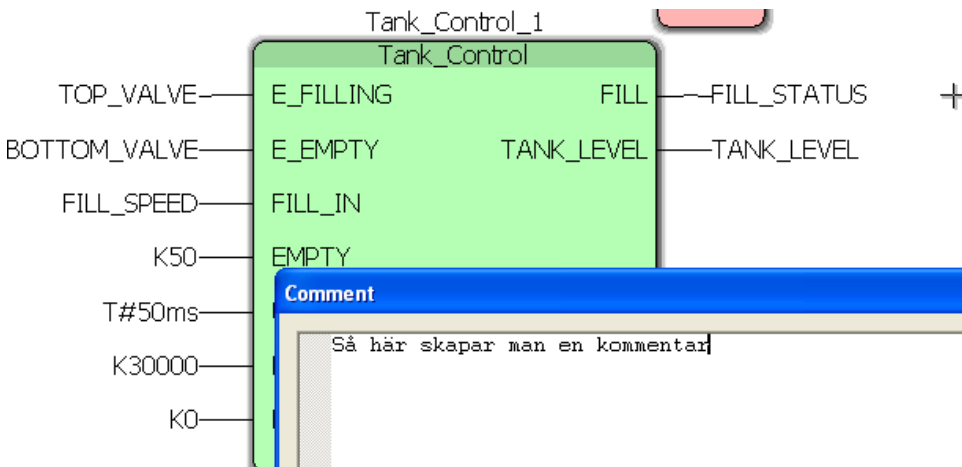 Tank_Control_1
Tank_Control
TOP_VALVE E_FILLING FILL FILL_STATUS
BOTTOM_VALVE E_EMPTY TANK_LEVEL TANK_LEVEL
FILL_SPEED FILL_IN
K50 EMPTY
Comment
T#50ms
Så här skapar man en kommentar
K30000
K0